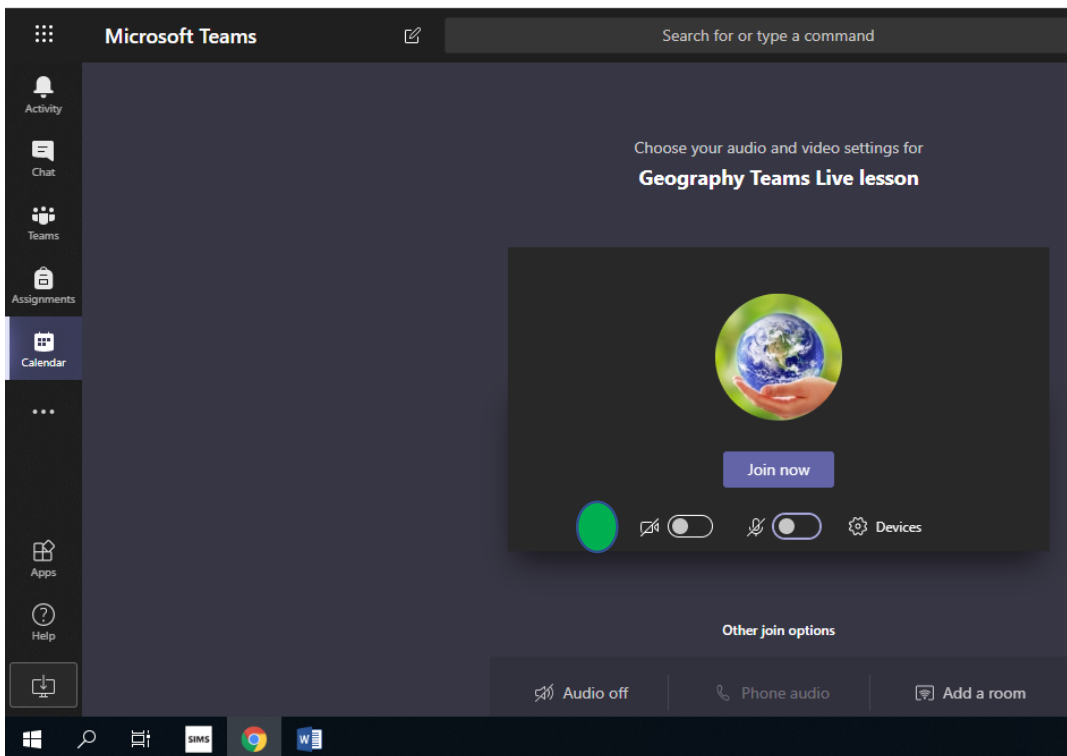 Microsoft Teams
Search for or type a command
Activity
Chat
Teams
Assignments
Calendar
Apps
Help
Choose your audio and video settings for
Geography Teams Live lesson
Join now
Devices
Other join options
Audio off
Phone audio
Add a room
SIMS
W